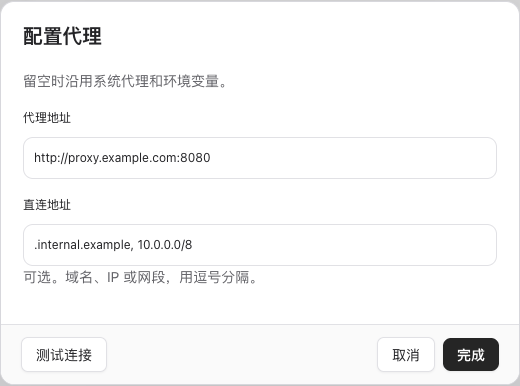 配置代理
留空时沿用系统代理和环境变量。
代理地址
http://proxy.example.com:8080
直连地址
.internal.example, 10.0.0.0/8
可选。域名、IP 或网段，用逗号分隔。
测试连接
取消
完成